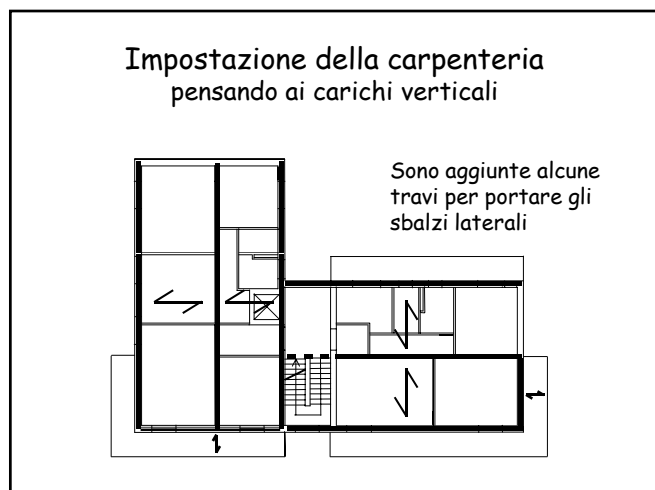 Impostazione della carpenteria
pensando ai carichi verticali
Sono aggiunte alcune
travi per portare gli
sbalzi laterali